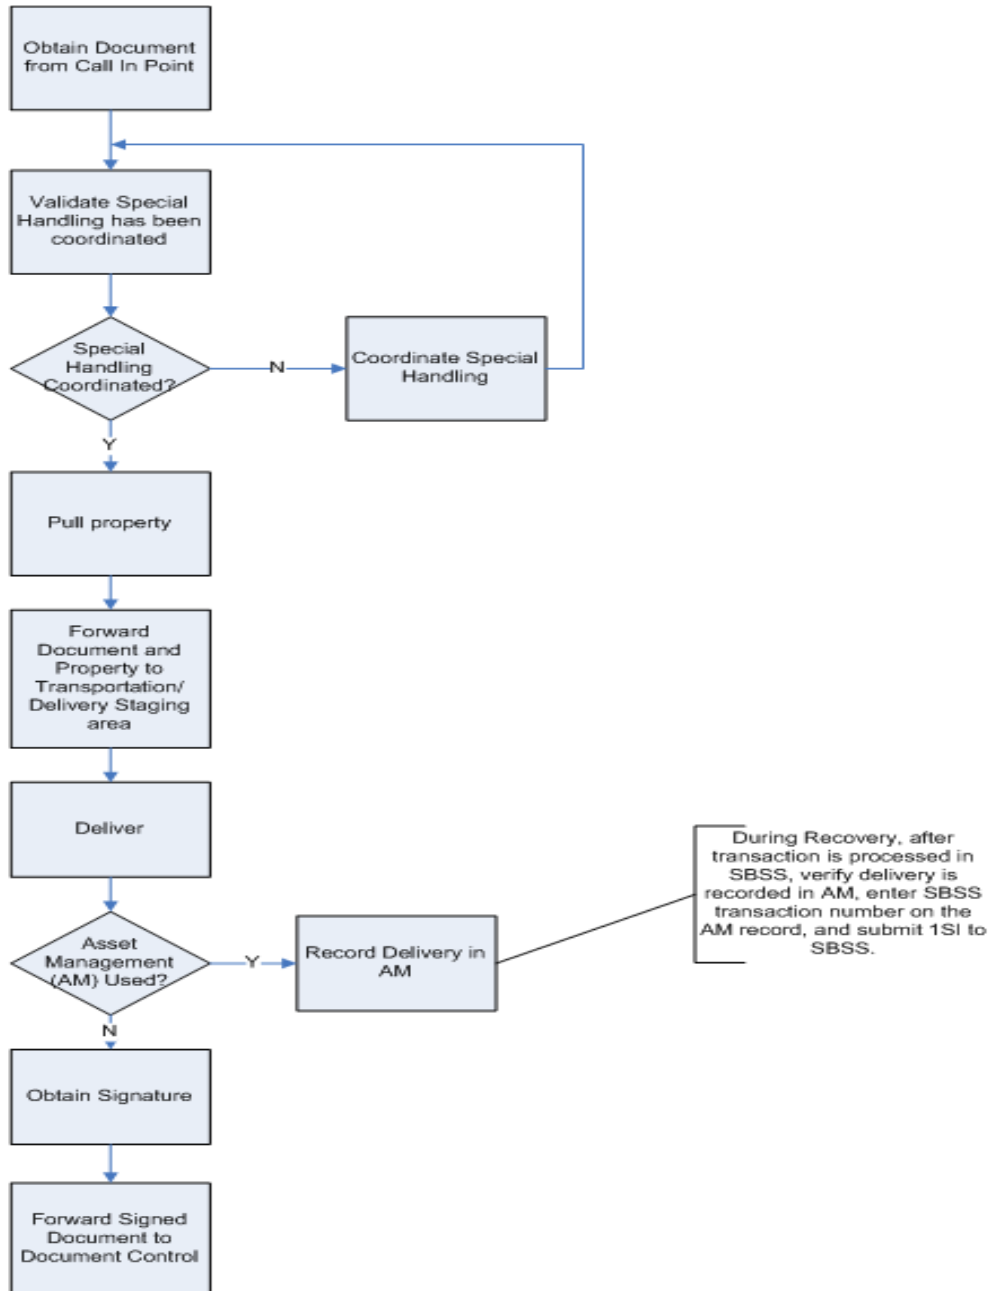 Obtain Document
from Call In Point
Validate Special
Handling has been
coordinated
Special
Handling
Coordinated?
N
Coordinate Special
Handling
Y
Pull property
Forward
Document and
Property to
Transportation/
Delivery Staging
area
Deliver
Asset
Management
(AM) Used?
Y
Record Delivery in
AM
During Recovery, after
transaction is processed in
SBSS, verify delivery is
recorded in AM, enter SBSS
transaction number on the
AM record, and submit 1SI to
SBSS.
N
Obtain Signature
Forward Signed
Document to
Document Control